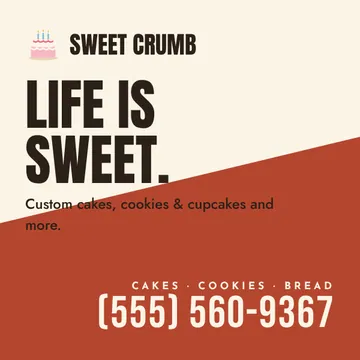 SWEET CRUMB
LIFE IS
SWEET.
Custom cakes, cookies & cupcakes and
more.
CAKES · COOKIES · BREAD
(555) 560-9367